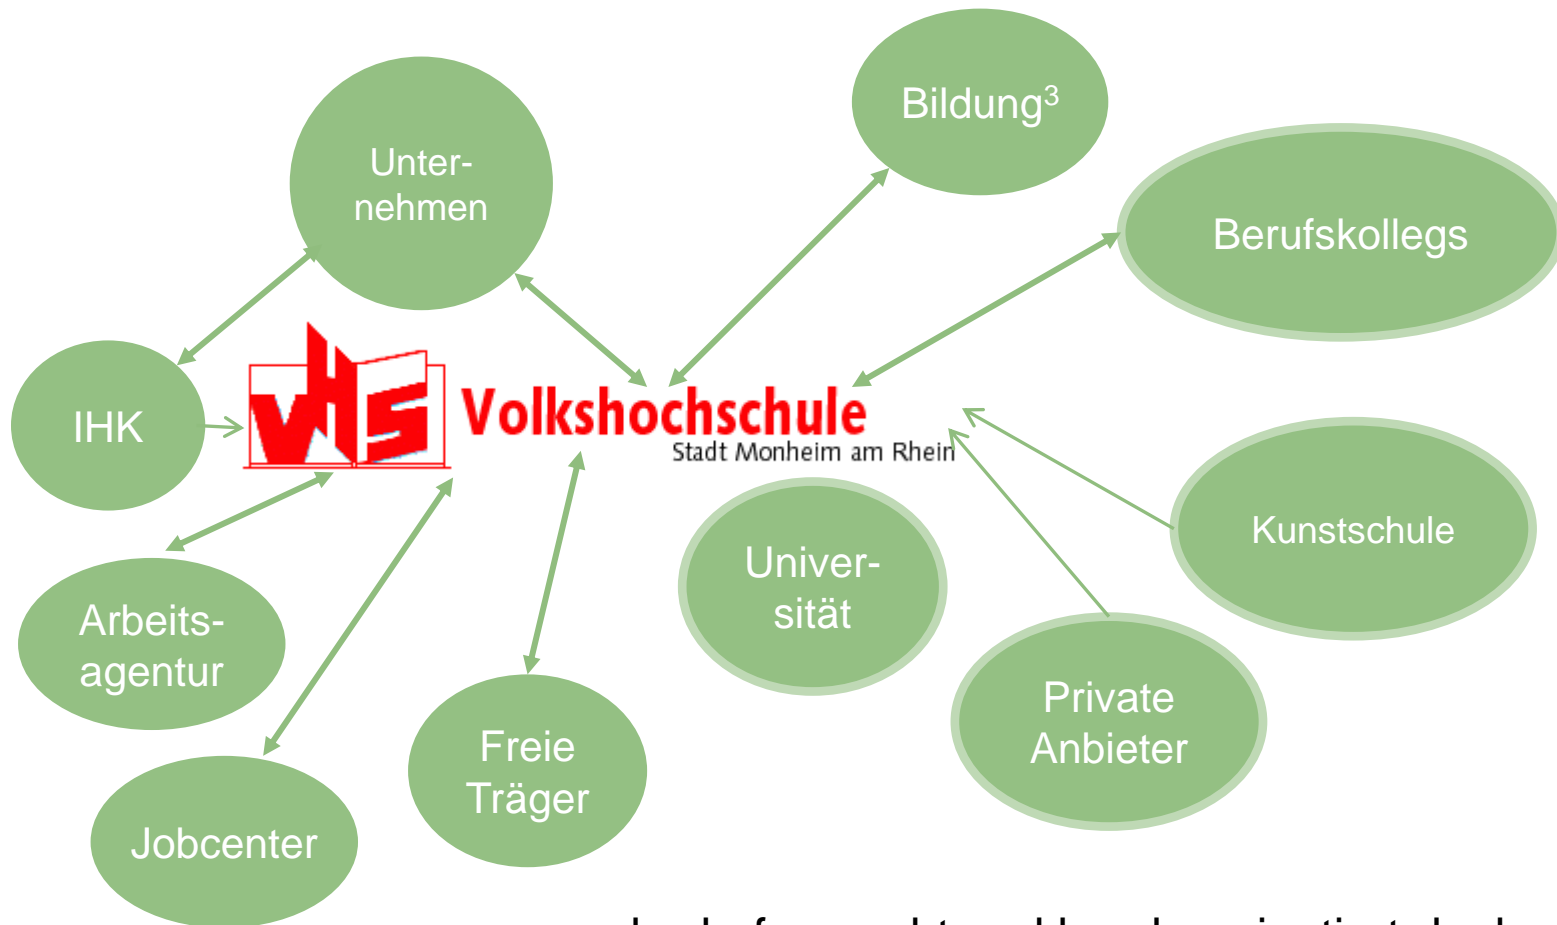 Bildung³
Unter-
nehmen
Berufskollegs
VHS
Volkshochschule
Stadt Monheim am Rhein
IHK
Kunstschule
Univer-
sität
Arbeits-
agentur
Private
Anbieter
Freie
Träger
Jobcenter